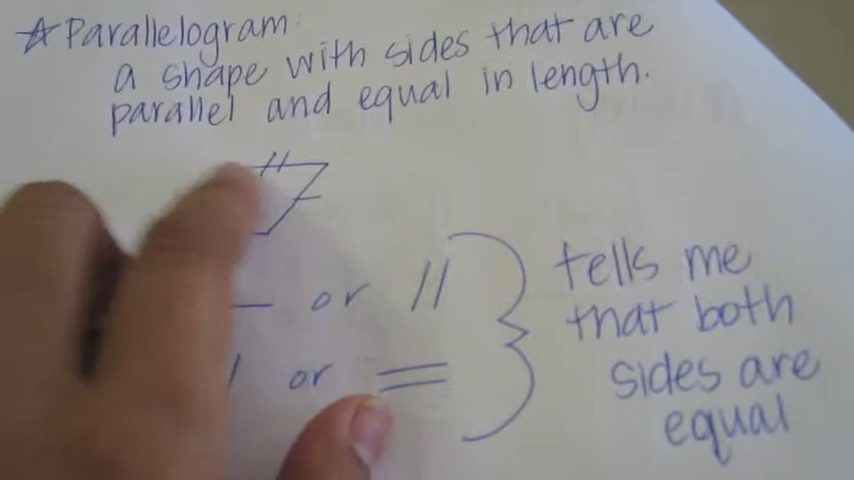 ☆ Parallelogram:
a shape with sides that are
parallel and equal in length.
— or //
/ or =
tells me
that both
sides are
equal